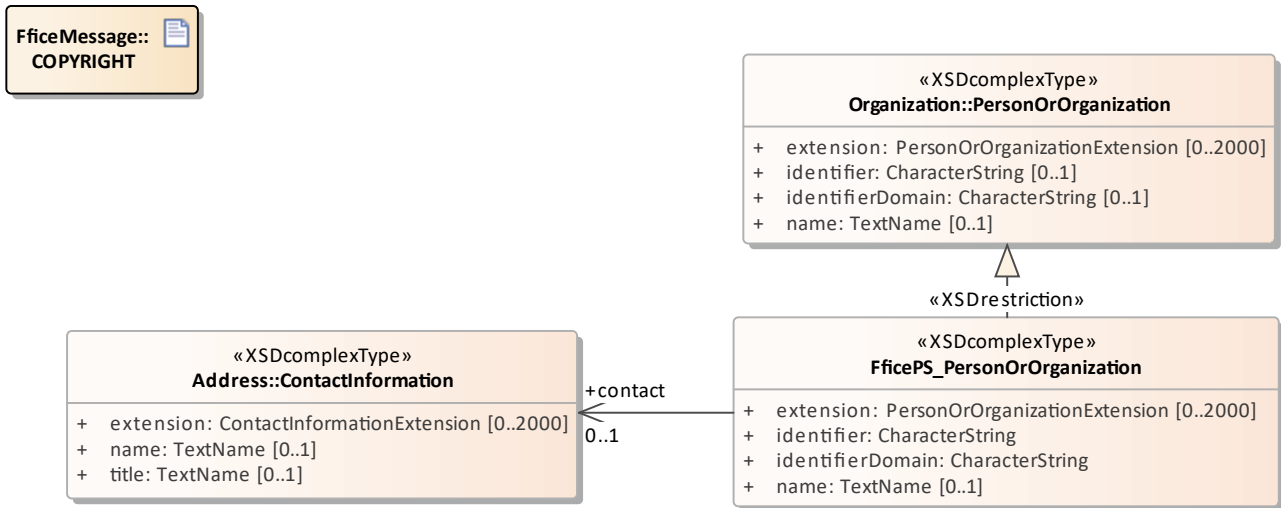 FficeMessage::
COPYRIGHT
«XSDcomplexType»
Organization::PersonOrOrganization
+ extension: PersonOrOrganizationExtension [0..2000]
+ identifier: CharacterString [0..1]
+ identifierDomain: CharacterString [0..1]
+ name: TextName [0..1]
«XSDrestriction»
«XSDcomplexType»
Address::ContactInformation
+ extension: ContactInformationExtension [0..2000]
+ name: TextName [0..1]
+ title: TextName [0..1]
+contact
0..1
«XSDcomplexType»
FficePS_PersonOrOrganization
+ extension: PersonOrOrganizationExtension [0..2000]
+ identifier: CharacterString
+ identifierDomain: CharacterString
+ name: TextName [0..1]